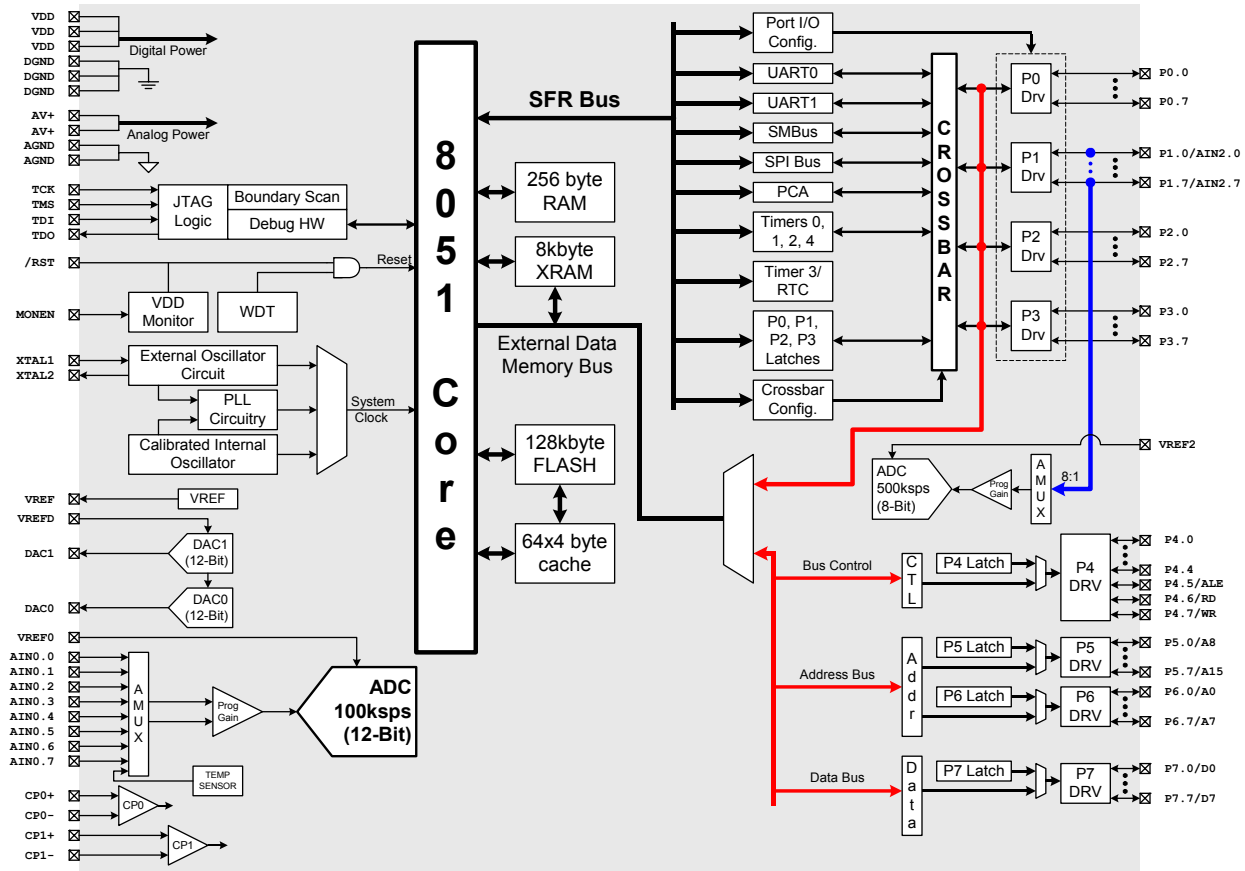 VDD
VDD
VDD
Digital Power
DGND
DGND
DGND
AV+
AV+
Analog Power
AGND
AGND
TCK
TMS
TDI
TDO
JTAG
Logic
Boundary Scan
Debug HW
/RST
Reset
MONEN
VDD
Monitor
WDT
XTAL1
XTAL2
External Oscillator
Circuit
PLL
Circuitry
Calibrated Internal
Oscillator
System
Clock
VREF
VREF
VREFD
DAC1
DAC1
(12-Bit)
DAC0
DAC0
(12-Bit)
VREF0
AIN0.0
AIN0.1
AIN0.2
AIN0.3
AIN0.4
AIN0.5
AIN0.6
AIN0.7
AMUX
Prog
Gain
ADC
100ksps
(12-Bit)
TEMP
SENSOR
CP0+
CP0-
CP0
CP1+
CP1-
CP1
8051 Core
SFR Bus
256 byte
RAM
8kbyte
XRAM
External Data
Memory Bus
128kbyte
FLASH
64x4 byte
cache
Port I/O
Config.
UART0
UART1
SMBus
SPI Bus
PCA
Timers 0,
1, 2, 4
Timer 3/
RTC
P0, P1,
P2, P3
Latches
Crossbar
Config.
CROSSBAR
P0
Drv
P1
Drv
P2
Drv
P3
Drv
P0.0
P0.7
P1.0/AIN2.0
P1.7/AIN2.7
P2.0
P2.7
P3.0
P3.7
VREF2
ADC
500ksps
(8-Bit)
Prog
Gain
AMUX
8:1
Bus Control
CTL
P4 Latch
P4
DRV
P4.0
P4.4
P4.5/ALE
P4.6/RD
P4.7/WR
Address Bus
Addr
P5 Latch
P5
DRV
P5.0/A8
P5.7/A15
P6 Latch
P6
DRV
P6.0/A0
P6.7/A7
Data Bus
Data
P7 Latch
P7
DRV
P7.0/D0
P7.7/D7